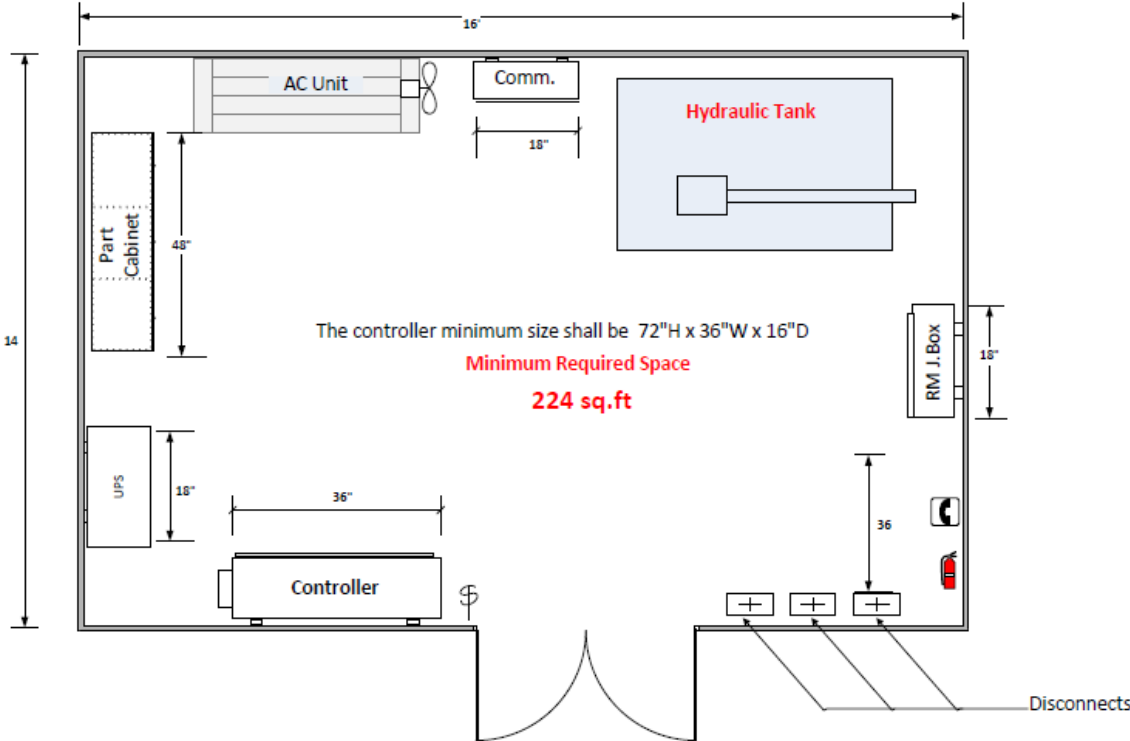 16'
AC Unit
Comm.
Hydraulic Tank
18"
Part
Cabinet
48"
14
The controller minimum size shall be 72"H x 36"W x 16"D
Minimum Required Space
224 sq.ft
RM J.Box
18"
UPS
18"
36"
36
Controller
$
Disconnects